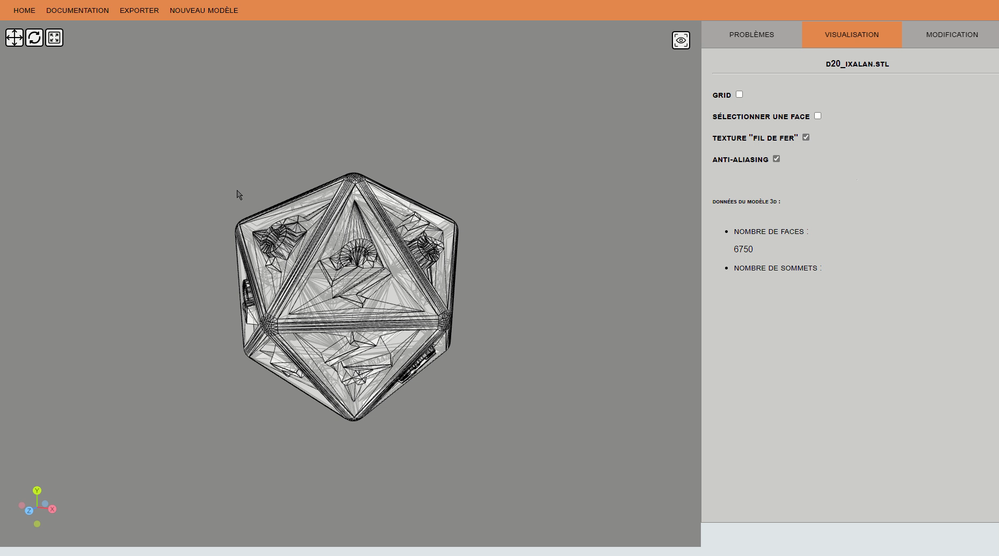 HOME DOCUMENTATION EXPORTER NOUVEAU MODÈLE
PROBLÈMES VISUALISATION MODIFICATION
D20_IXALAN.STL
GRID
SÉLECTIONNER UNE FACE
TEXTURE "FIL DE FER"
ANTI-ALIASING
DONNÉES DU MODÈLE 3D :
NOMBRE DE FACES :
6750
NOMBRE DE SOMMETS :
Y
Z X